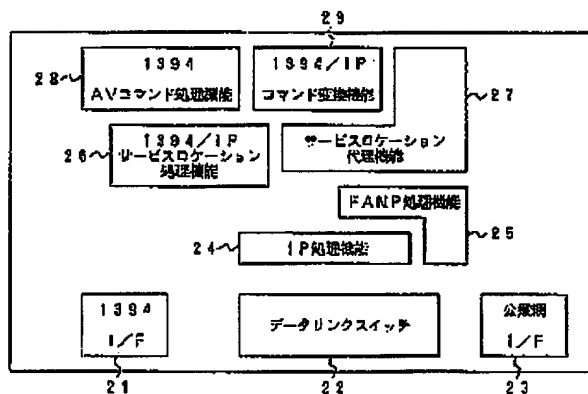 29
1394
AVコマンド処理機能
28
1394/IP
コマンド変換機能
27
サービスロケーション
代理機能
1394/IP
サービスロケーション
処理機能
26
FANP処理機能
25
24
IP処理機能
1394
I/F
データリンクスイッチ
公衆網
I/F
21
22
23